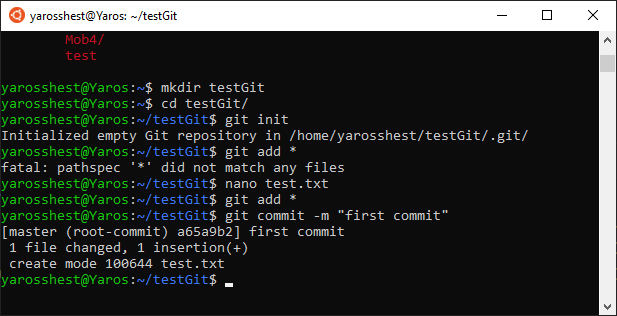 yarosshest@Yaros: ~/testGit
Mob4/
test
yarosshest@Yaros:~$ mkdir testGit
yarosshest@Yaros:~$ cd testGit/
yarosshest@Yaros:~/testGit$ git init
Initialized empty Git repository in /home/yarosshest/testGit/.git/
yarosshest@Yaros:~/testGit$ git add *
fatal: pathspec '*' did not match any files
yarosshest@Yaros:~/testGit$ nano test.txt
yarosshest@Yaros:~/testGit$ git add *
yarosshest@Yaros:~/testGit$ git commit -m "first commit"
[master (root-commit) a65a9b2] first commit
 1 file changed, 1 insertion(+)
 create mode 100644 test.txt
yarosshest@Yaros:~/testGit$